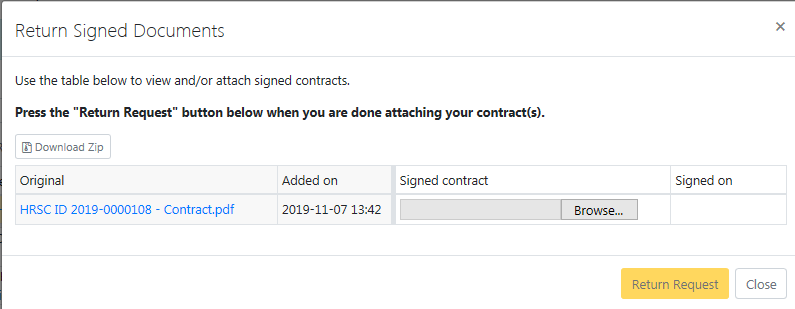 Return Signed Documents
×
Use the table below to view and/or attach signed contracts.
Press the "Return Request" button below when you are done attaching your contract(s).
Download Zip
Original Added on Signed contract Signed on
HRSC ID 2019-0000108 - Contract.pdf 2019-11-07 13:42 Browse...
Return Request Close